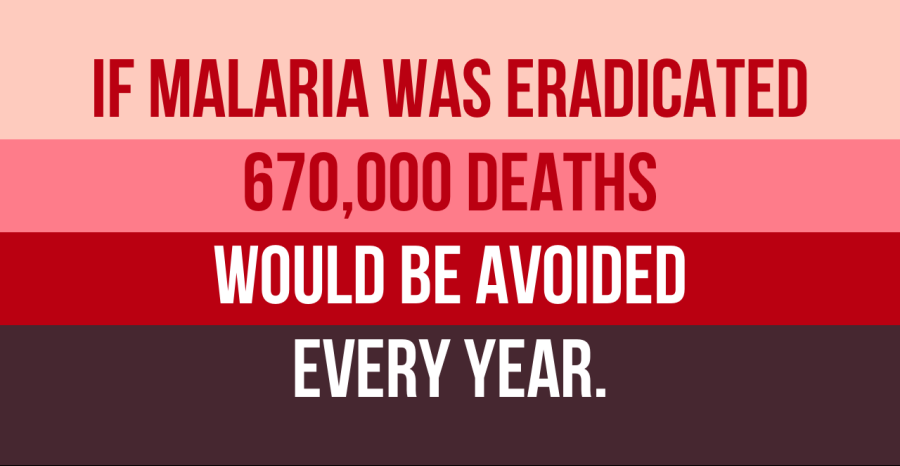 IF MALARIA WAS ERADICATED
670,000 DEATHS
WOULD BE AVOIDED
EVERY YEAR.